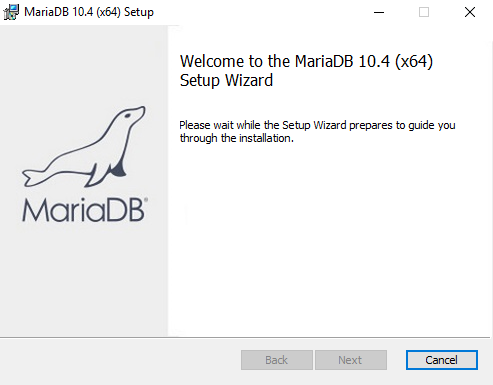 MariaDB 10.4 (x64) Setup
Welcome to the MariaDB 10.4 (x64)
Setup Wizard
Please wait while the Setup Wizard prepares to guide you
through the installation.
MariaDB®
Back
Next
Cancel